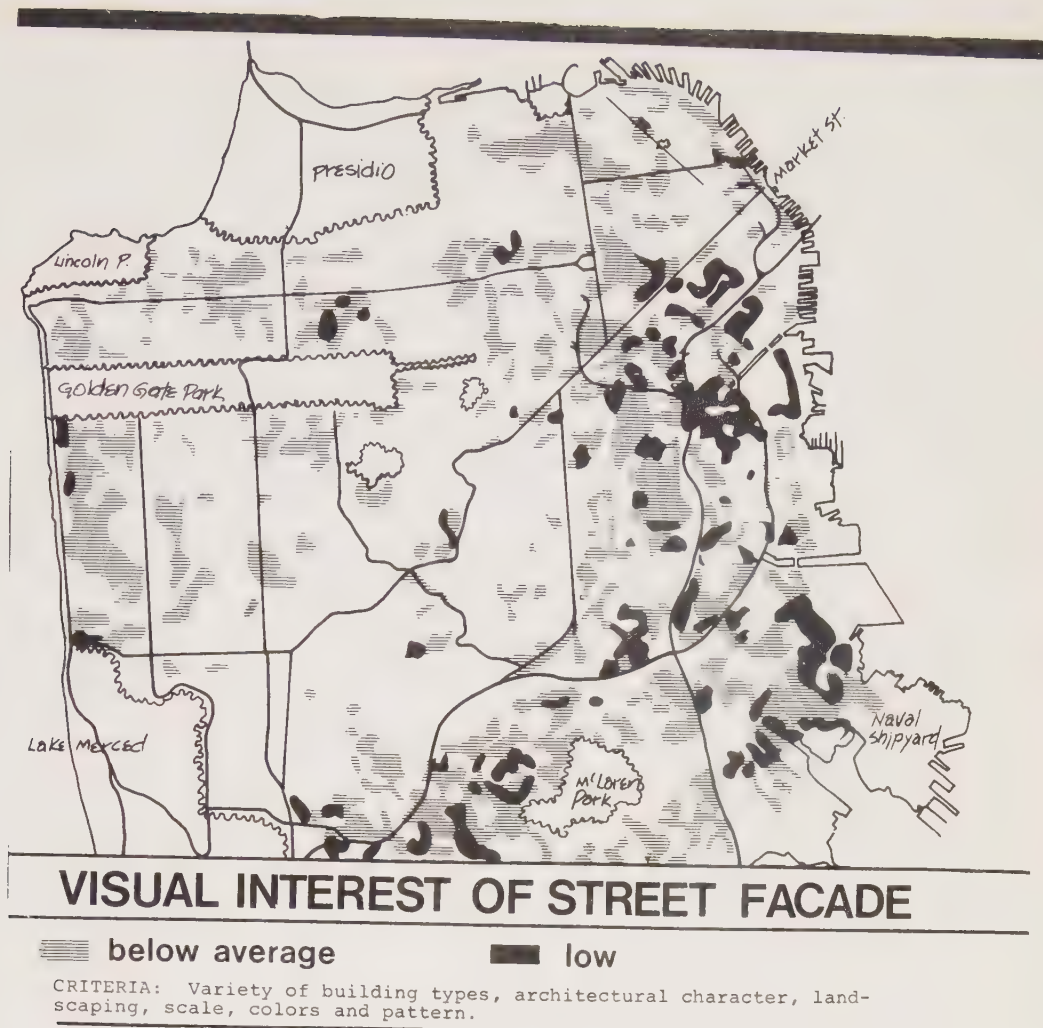 Presidio
Market St.
Lincoln P.
Golden Gate Park
Lake Merced
Naval
Shipyard
McLaren
Park
VISUAL INTEREST OF STREET FACADE
below average
low
CRITERIA: Variety of building types, architectural character, land-
scaping, scale, colors and pattern.